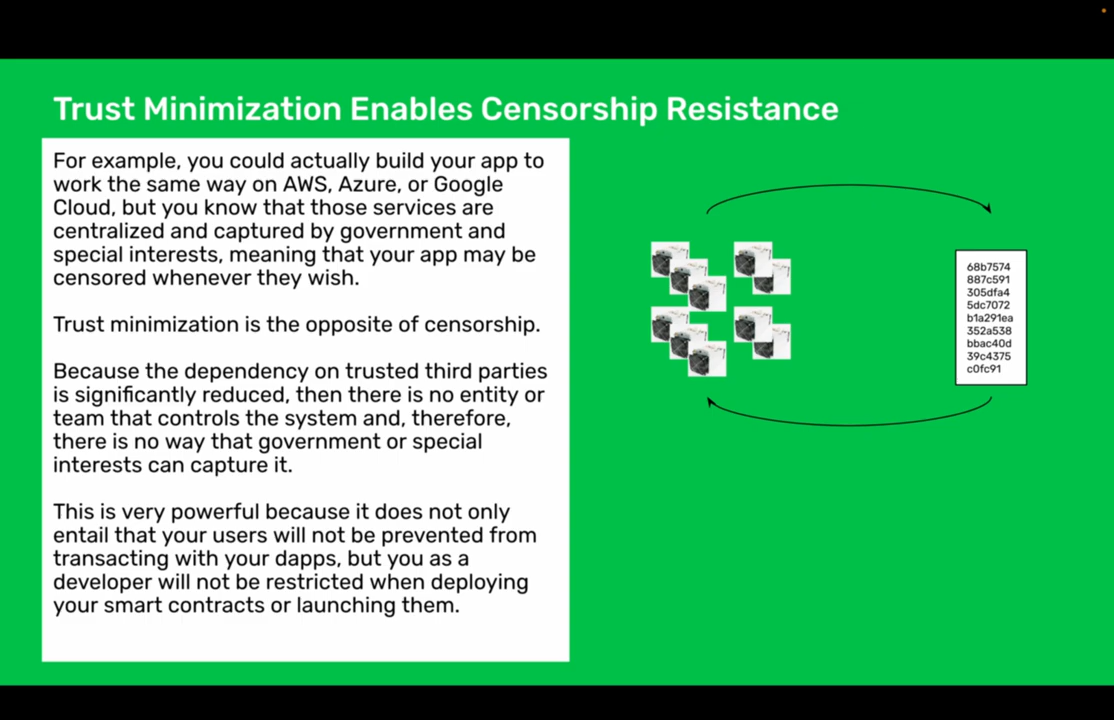 Trust Minimization Enables Censorship Resistance
For example, you could actually build your app to
work the same way on AWS, Azure, or Google
Cloud, but you know that those services are
centralized and captured by government and
special interests, meaning that your app may be
censored whenever they wish.
Trust minimization is the opposite of censorship.
Because the dependency on trusted third parties
is significantly reduced, then there is no entity or
team that controls the system and, therefore,
there is no way that government or special
interests can capture it.
This is very powerful because it does not only
entail that your users will not be prevented from
transacting with your dapps, but you as a
developer will not be restricted when deploying
your smart contracts or launching them.
68b7574
887c591
305dfa4
5dc7072
b1a291ea
352a538
bbac40d
39c4375
c0fc91